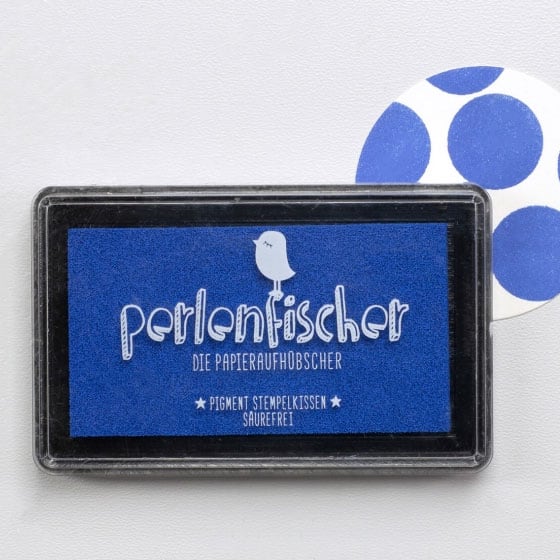 perlenfischer
DIE PAPIERAUFHÜBSCHER
★ PIGMENT STEMPELKISSEN ★
SÄUREFREI